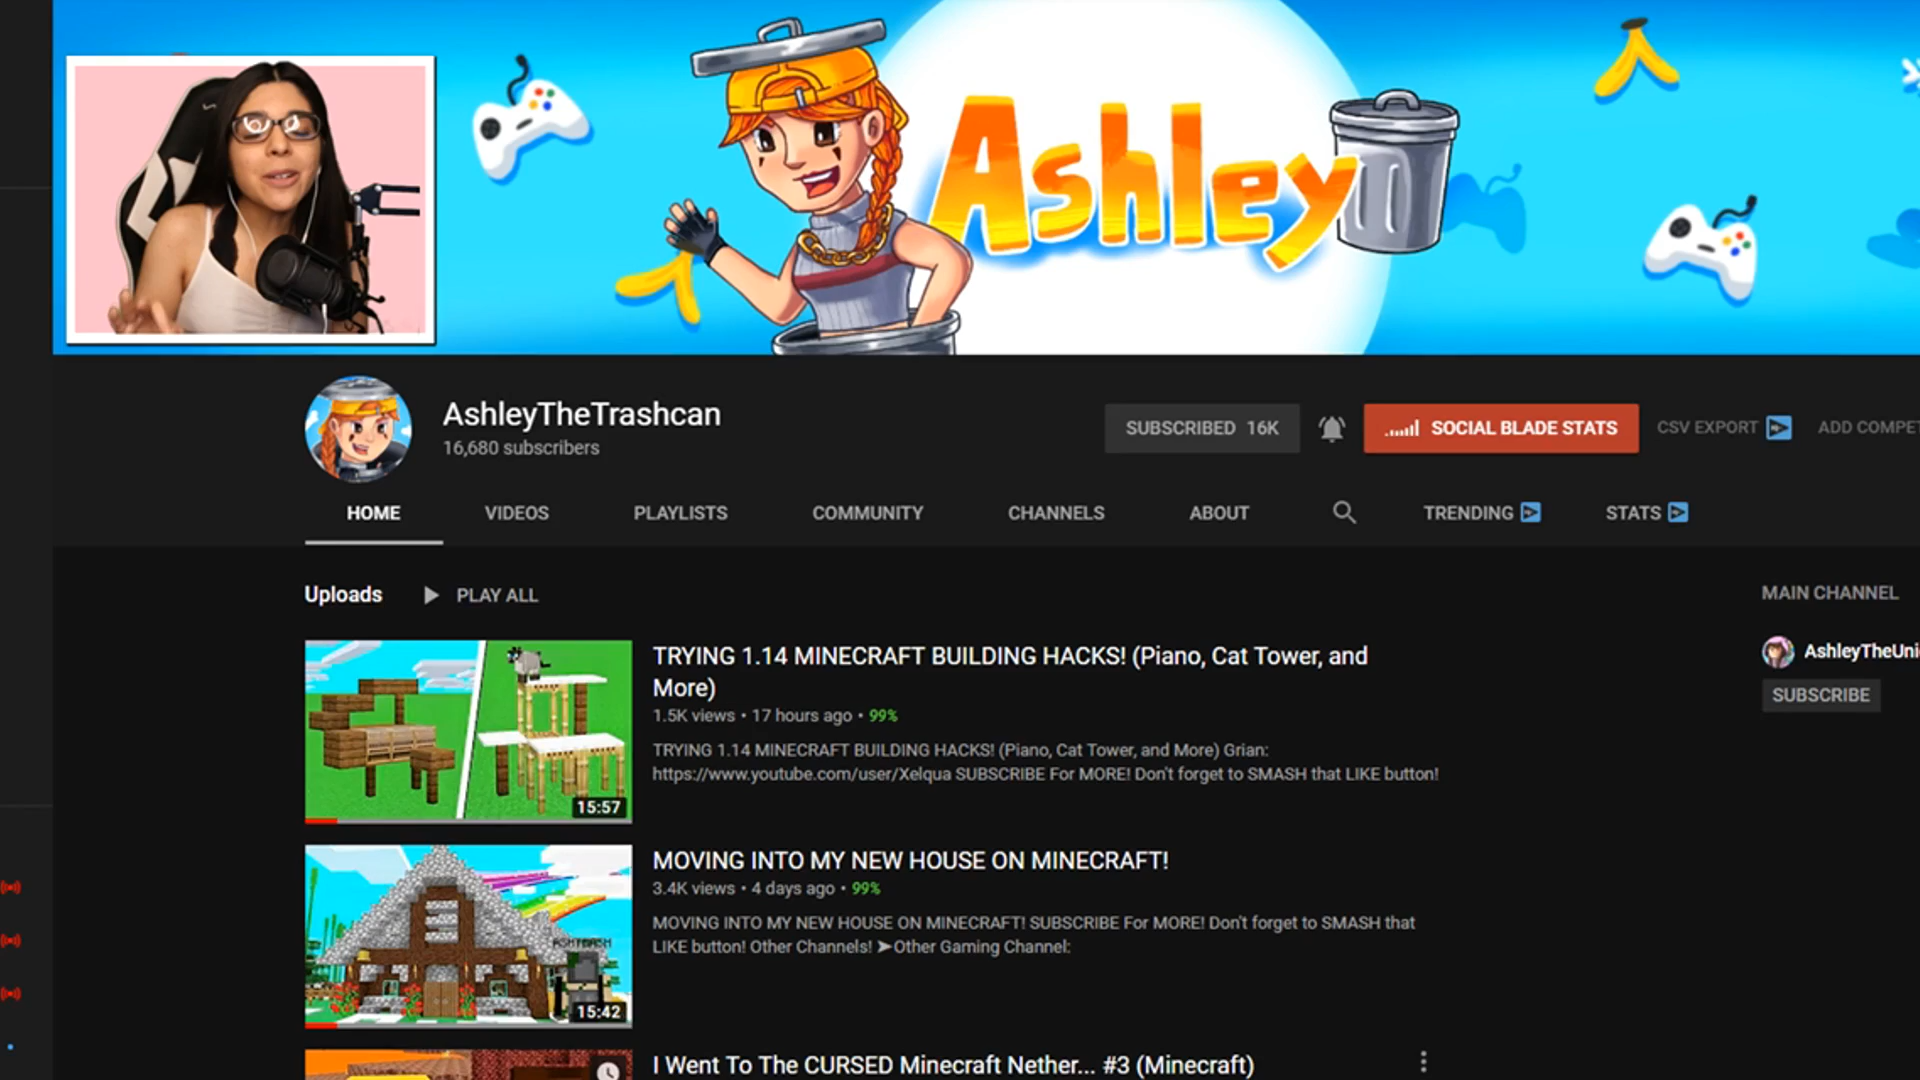 Ashley
AshleyTheTrashcan
16,680 subscribers
SUBSCRIBED 16K
SOCIAL BLADE STATS
CSV EXPORT
ADD COMPET
HOME
VIDEOS
PLAYLISTS
COMMUNITY
CHANNELS
ABOUT
TRENDING
STATS
Uploads
PLAY ALL
MAIN CHANNEL
AshleyTheUni
SUBSCRIBE
TRYING 1.14 MINECRAFT BUILDING HACKS! (Piano, Cat Tower, and
More)
1.5K views • 17 hours ago • 99%
TRYING 1.14 MINECRAFT BUILDING HACKS! (Piano, Cat Tower, and More) Grian:
https://www.youtube.com/user/Xelqua SUBSCRIBE For MORE! Don't forget to SMASH that LIKE button!
15:57
MOVING INTO MY NEW HOUSE ON MINECRAFT!
3.4K views • 4 days ago • 99%
MOVING INTO MY NEW HOUSE ON MINECRAFT! SUBSCRIBE For MORE! Don't forget to SMASH that
LIKE button! Other Channels! ➤Other Gaming Channel:
15:42
I Went To The CURSED Minecraft Nether... #3 (Minecraft)